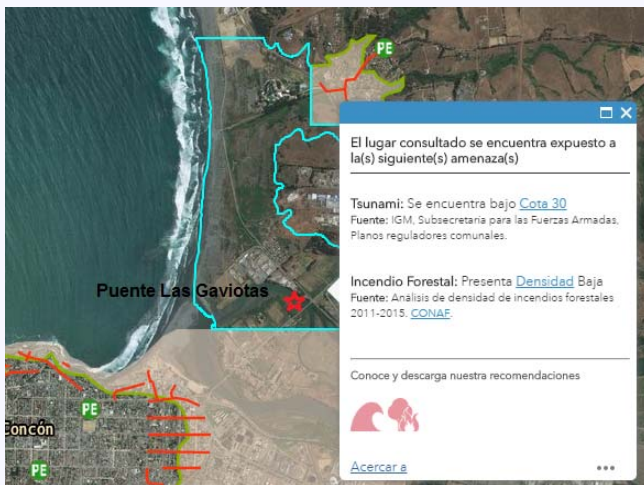 PE
El lugar consultado se encuentra expuesto a
la(s) siguiente(s) amenaza(s)
Tsunami: Se encuentra bajo Cota 30
Fuente: IGM, Subsecretaría para las Fuerzas Armadas,
Planos reguladores comunales.
Puente Las Gaviotas
Incendio Forestal: Presenta Densidad Baja
Fuente: Análisis de densidad de incendios forestales
2011-2015. CONAF.
Conoce y descarga nuestra recomendaciones
PE
Concón
PE
Acercar a